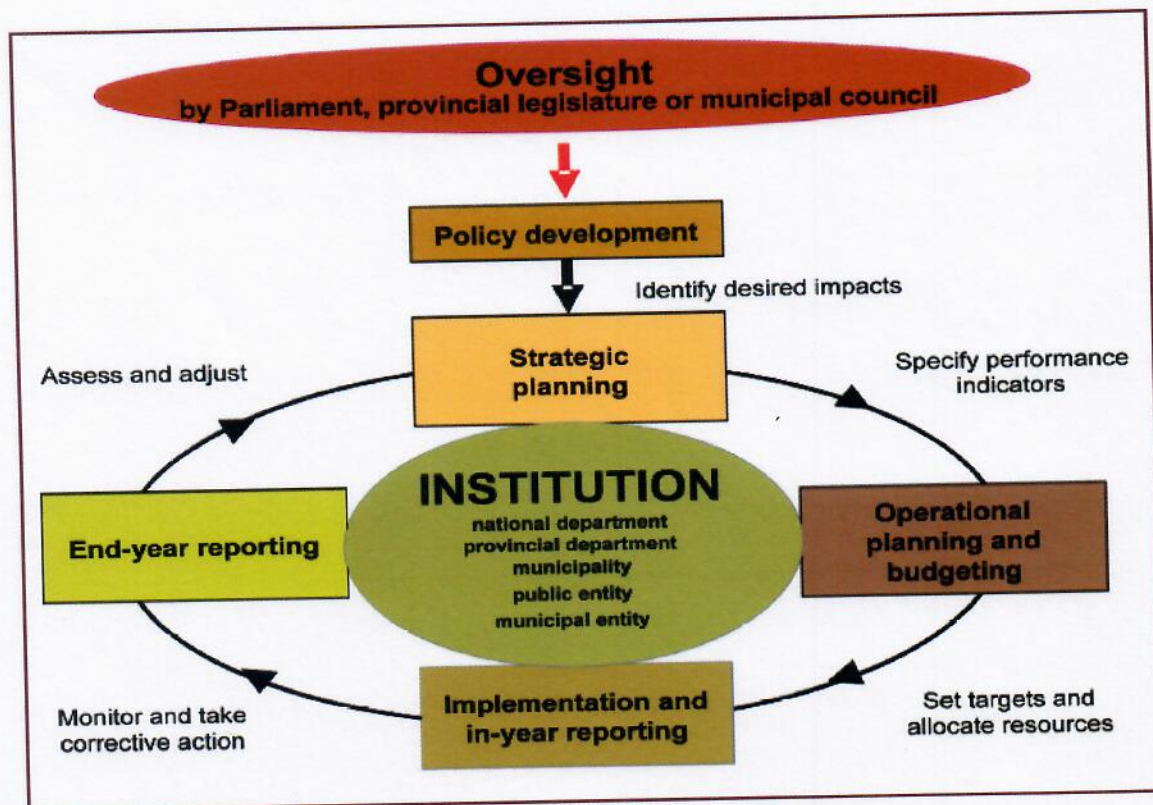 Oversight
by Parliament, provincial legislature or municipal council
Policy development
Identify desired impacts
Strategic
planning
Assess and adjust
Specify performance
indicators
INSTITUTION
national department
provincial department
municipality
public entity
municipal entity
End-year reporting
Operational
planning and
budgeting
Implementation and
in-year reporting
Monitor and take
corrective action
Set targets and
allocate resources